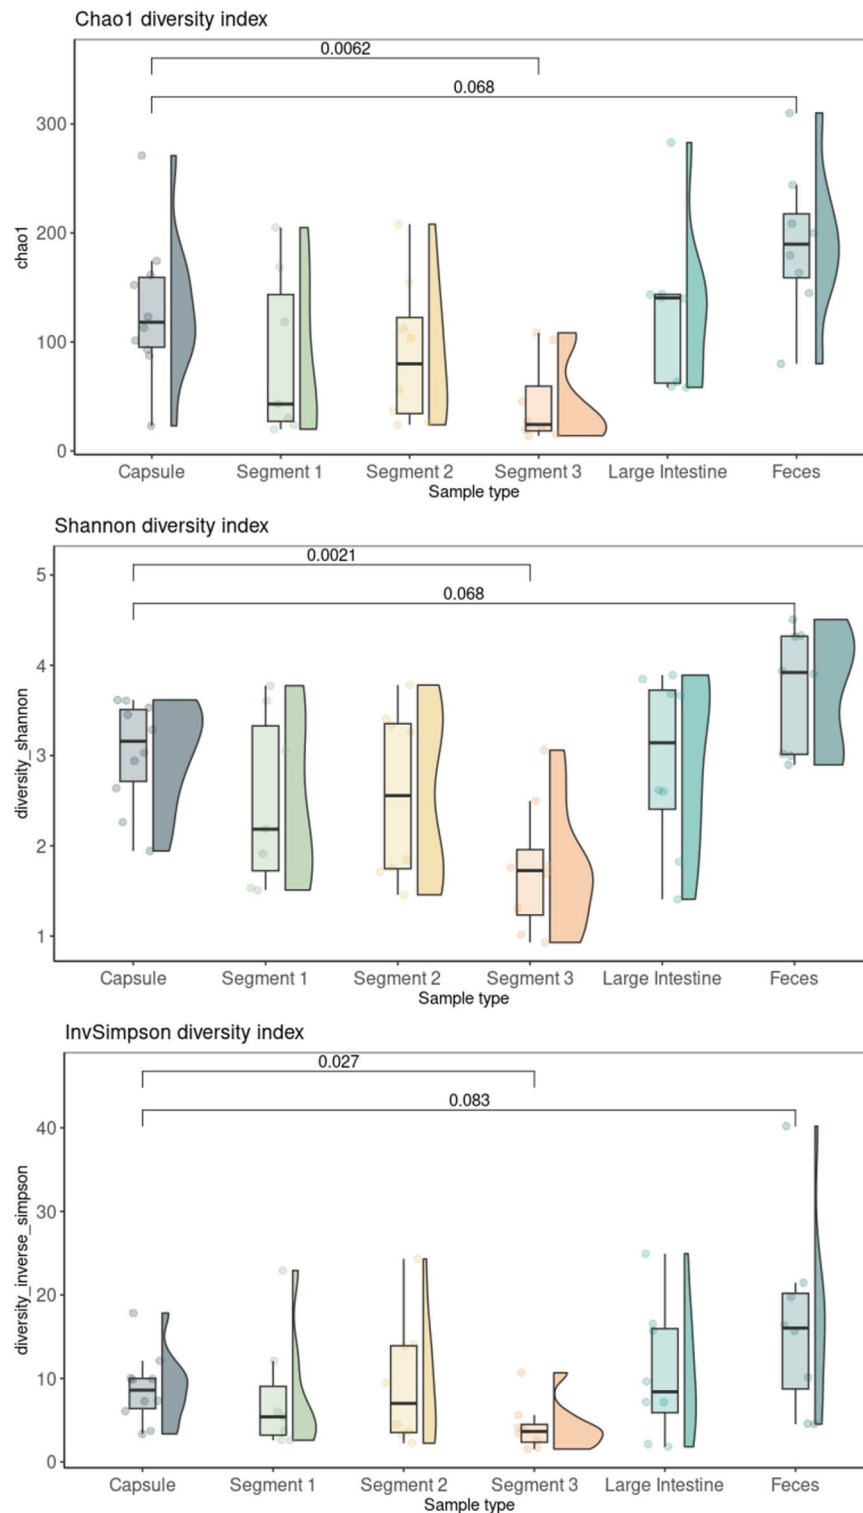 Chao1 diversity index
0.0062
0.068
300
200
100
0
chao1
Capsule Segment 1 Segment 2 Segment 3 Large Intestine Feces
Sample type
Shannon diversity index
0.0021
0.068
5
4
3
2
1
diversity_shannon
Capsule Segment 1 Segment 2 Segment 3 Large Intestine Feces
Sample type
InvSimpson diversity index
0.027
0.083
40
30
20
10
0
diversity_inverse_simpson
Capsule Segment 1 Segment 2 Segment 3 Large Intestine Feces
Sample type